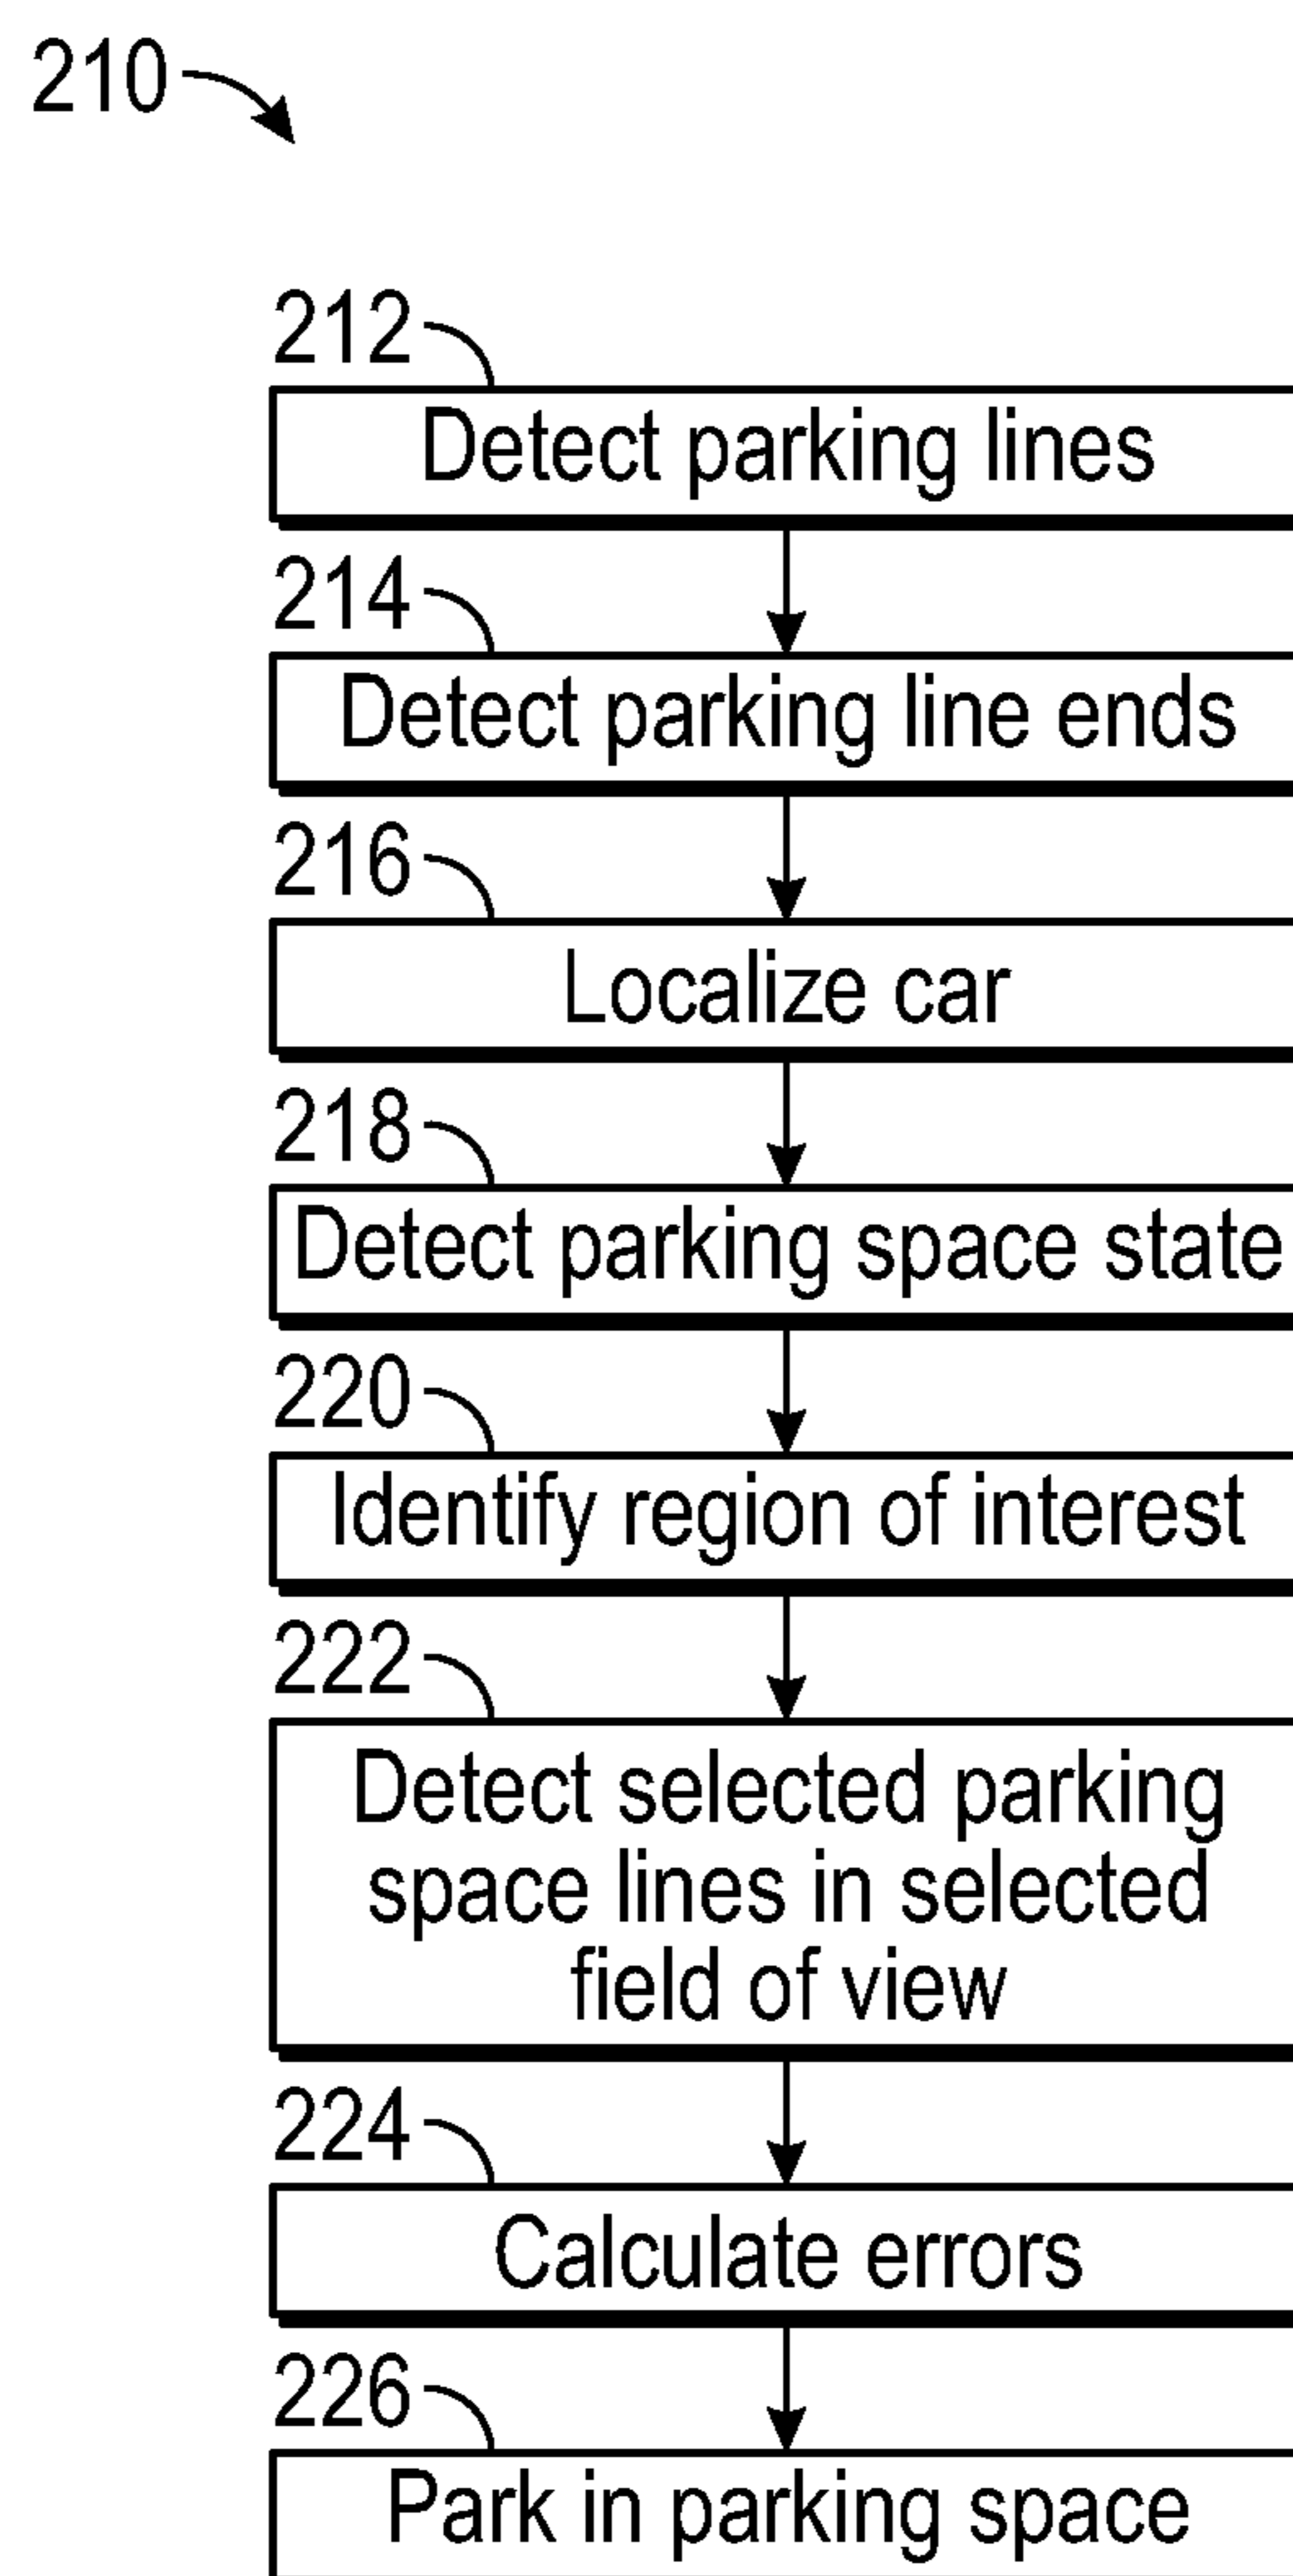 210
212
Detect parking lines
214
Detect parking line ends
216
Localize car
218
Detect parking space state
220
Identify region of interest
222
Detect selected parking
space lines in selected
field of view
224
Calculate errors
226
Park in parking space